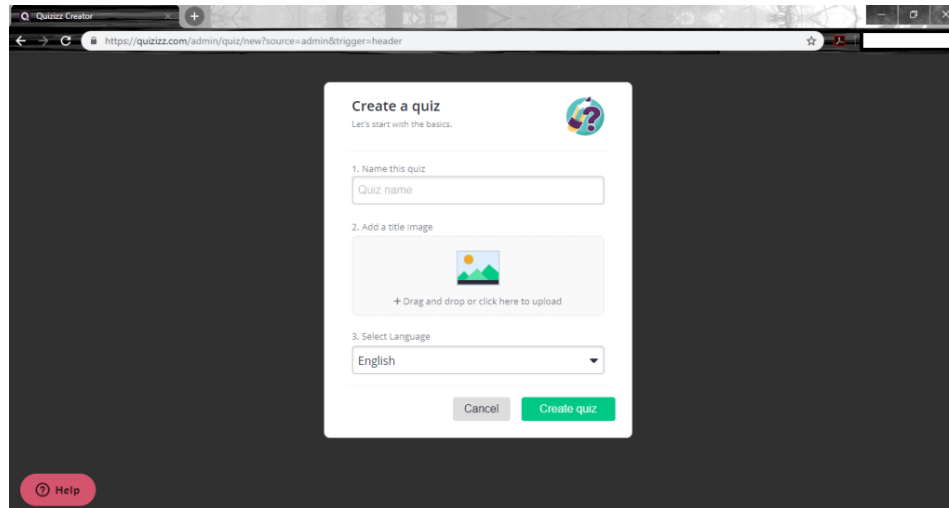 Q Quizizz Creator
https://quizizz.com/admin/quiz/new?source=admin&trigger=header
Create a quiz
Let's start with the basics.
1. Name this quiz
Quiz name
2. Add a title image
+ Drag and drop or click here to upload
3. Select Language
English
Cancel Create quiz
? Help